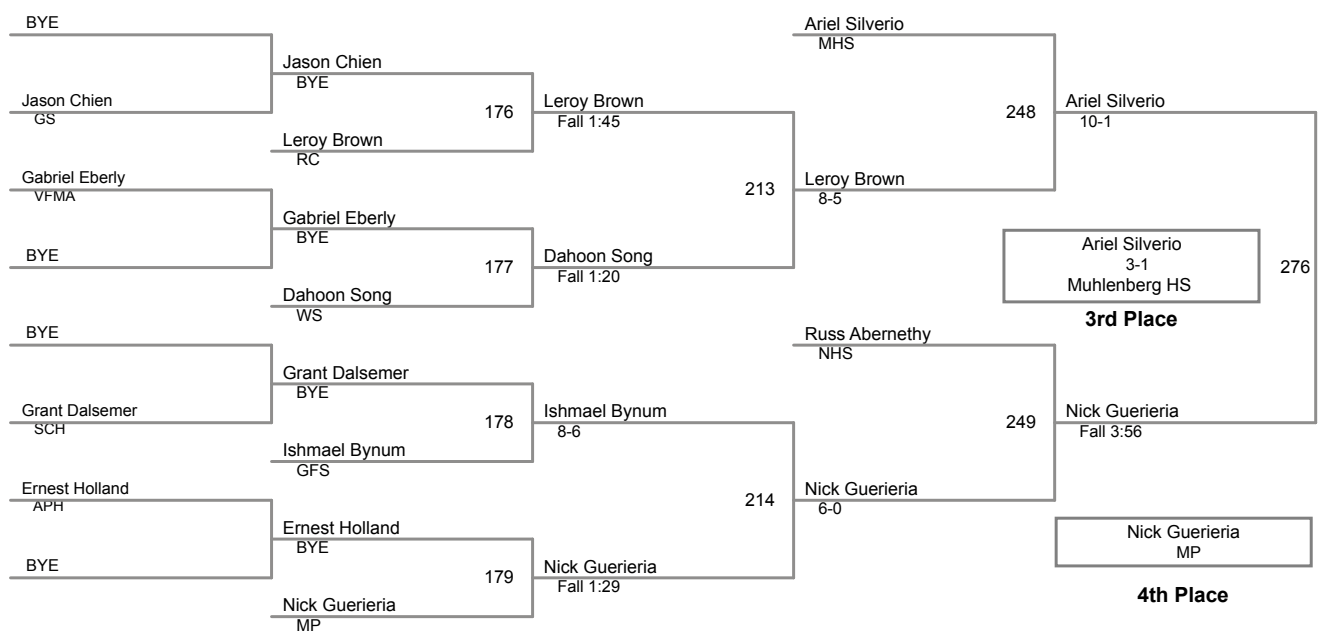 BYE
Jason Chien
GS
Gabriel Eberly
VFMA
BYE
BYE
Grant Dalsemer
SCH
Ernest Holland
APH
BYE
Jason Chien
BYE
176
Leroy Brown
RC
Gabriel Eberly
BYE
177
Dahoon Song
WS
Grant Dalsemer
BYE
178
Ishmael Bynum
GFS
Ernest Holland
BYE
179
Nick Guerieria
MP
Leroy Brown
Fall 1:45
213
Dahoon Song
Fall 1:20
Ishmael Bynum
8-6
214
Nick Guerieria
Fall 1:29
Ariel Silverio
MHS
248
Leroy Brown
8-5
Russ Abernethy
NHS
249
Nick Guerieria
6-0
Ariel Silverio
10-1
276
Nick Guerieria
Fall 3:56
Ariel Silverio
3-1
Muhlenberg HS
3rd Place
Nick Guerieria
MP
4th Place